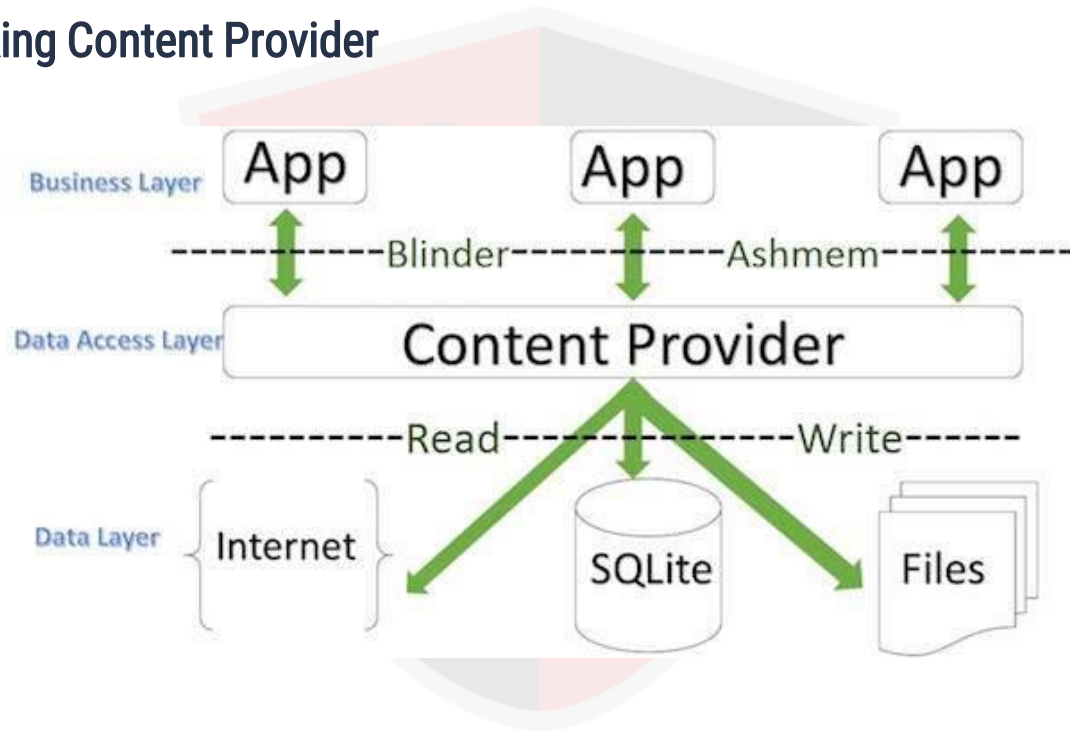 ing Content Provider
App App App
Business Layer
Blinder Ashmem
Data Access Layer
Content Provider
Read Write
Data Layer
Internet
SQLite
Files